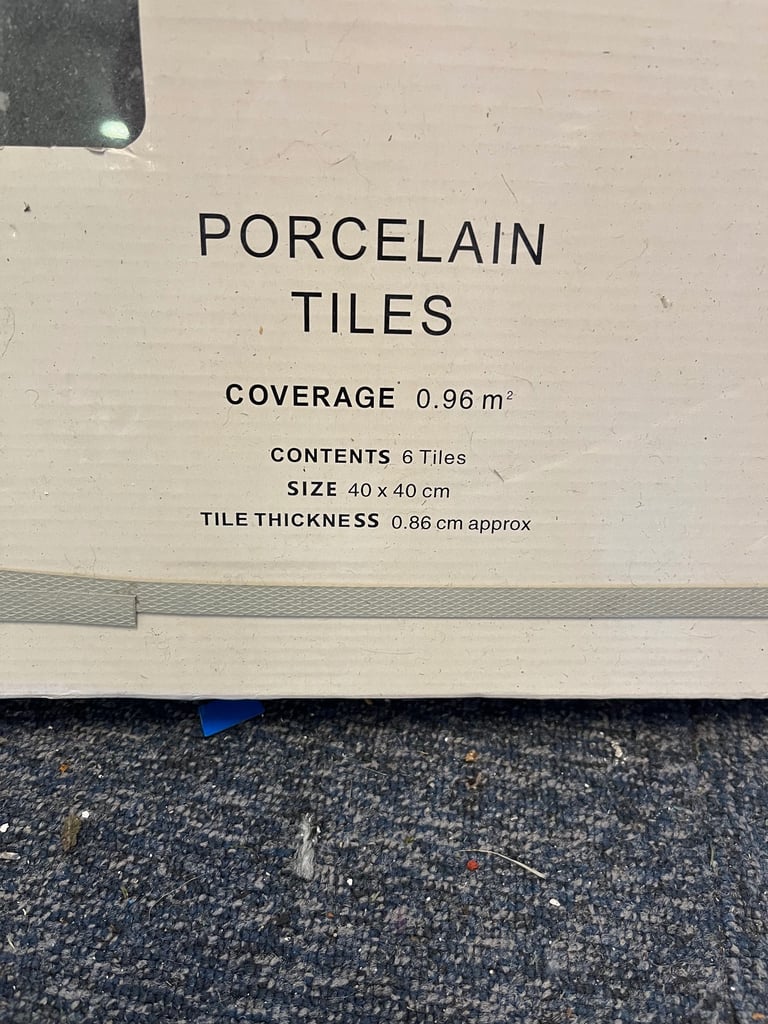 PORCELAIN
TILES
COVERAGE 0.96 m²
CONTENTS 6 Tiles
SIZE 40 x 40 cm
TILE THICKNESS 0.86 cm approx